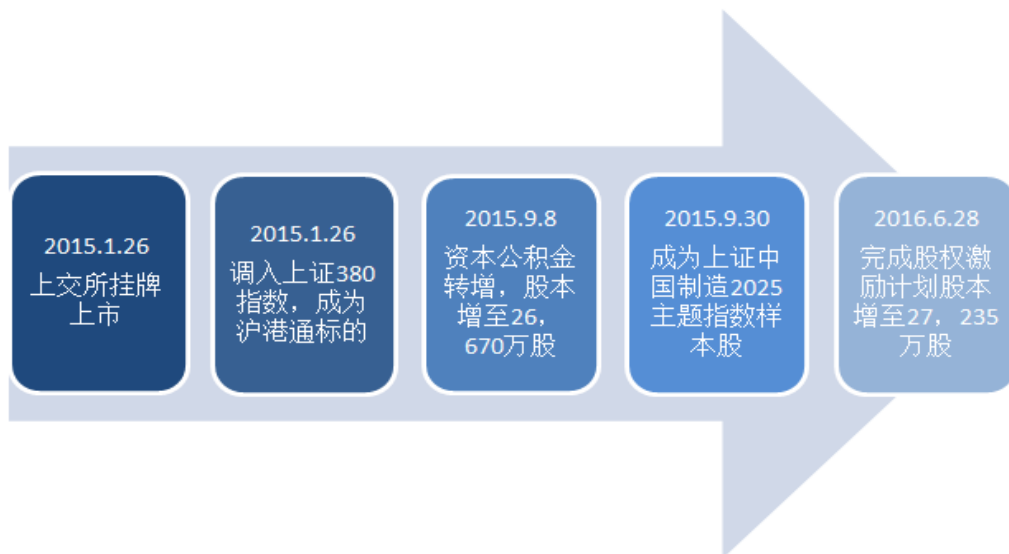 2015.1.26
上交所挂牌
上市
2015.1.26
调入上证380
指数，成为
沪港通标的
2015.9.8
资本公积金
转增，股本
增至26，
670万股
2015.9.30
成为上证中
国制造2025
主题指数样
本股
2016.6.28
完成股权激
励计划股本
增至27，235
万股